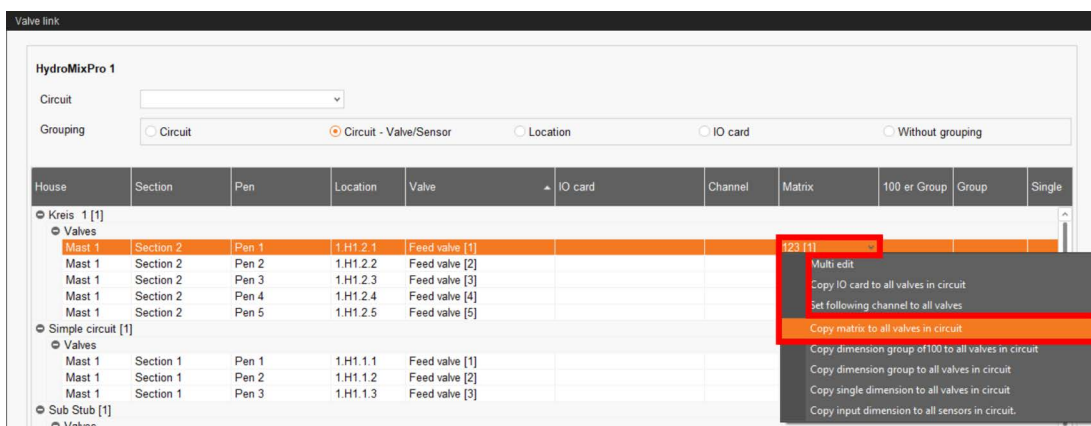 Valve link
HydroMixPro 1
Circuit
Grouping Circuit Circuit - Valve/Sensor Location IO card Without grouping
House Section Pen Location Valve IO card Channel Matrix 100 er Group Group Single
Kreis 1 [1]
Valves
Mast 1 Section 2 Pen 1 1.H1.2.1 Feed valve [1] 123 [1]
Mast 1 Section 2 Pen 2 1.H1.2.2 Feed valve [2]
Mast 1 Section 2 Pen 3 1.H1.2.3 Feed valve [3]
Mast 1 Section 2 Pen 4 1.H1.2.4 Feed valve [4]
Mast 1 Section 2 Pen 5 1.H1.2.5 Feed valve [5]
Simple circuit [1]
Valves
Mast 1 Section 1 Pen 1 1.H1.1.1 Feed valve [1]
Mast 1 Section 1 Pen 2 1.H1.1.2 Feed valve [2]
Mast 1 Section 1 Pen 3 1.H1.1.3 Feed valve [3]
Sub Stub [1]
Valves
Multi edit
Copy IO card to all valves in circuit
Set following channel to all valves
Copy matrix to all valves in circuit
Copy dimension group of100 to all valves in circuit
Copy dimension group to all valves in circuit
Copy single dimension to all valves in circuit
Copy input dimension to all sensors in circuit.